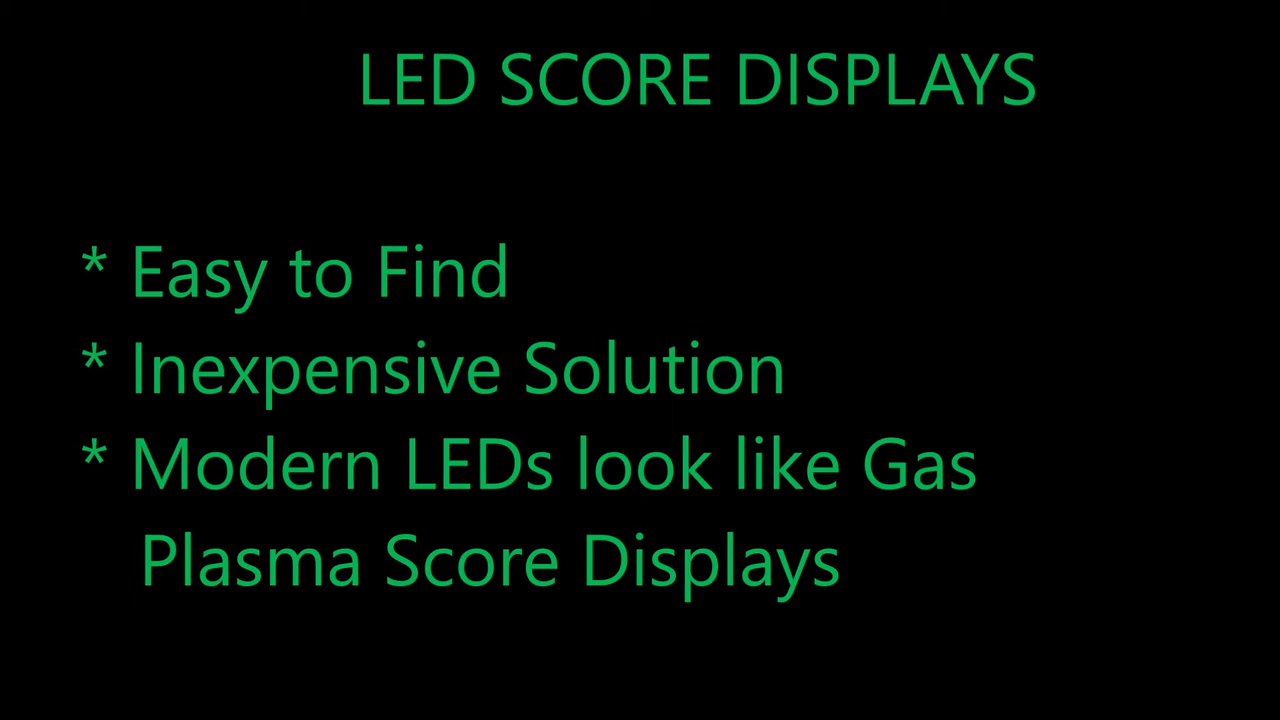 LED SCORE DISPLAYS
* Easy to Find
* Inexpensive Solution
* Modern LEDs look like Gas
Plasma Score Displays